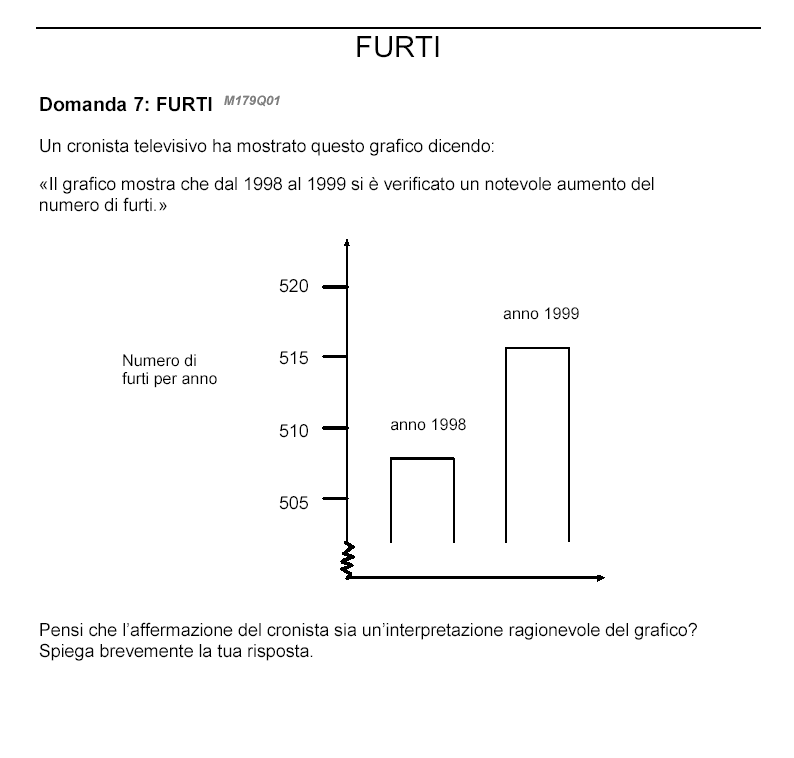 FURTI
Domanda 7: FURTI M179Q01
Un cronista televisivo ha mostrato questo grafico dicendo:
«Il grafico mostra che dal 1998 al 1999 si è verificato un notevole aumento del
numero di furti.»
520
anno 1999
Numero di
furti per anno
515
anno 1998
510
505
Pensi che l'affermazione del cronista sia un'interpretazione ragionevole del grafico?
Spiega brevemente la tua risposta.